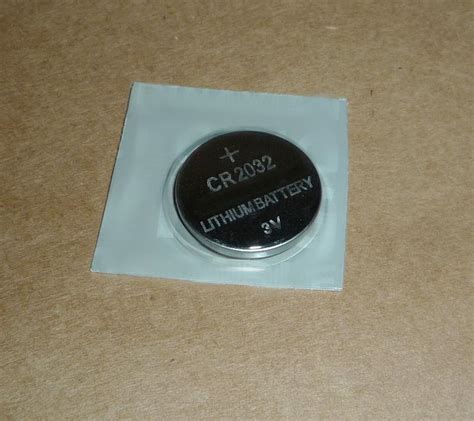 +
CR2032
LITHIUM BATTERY
3V